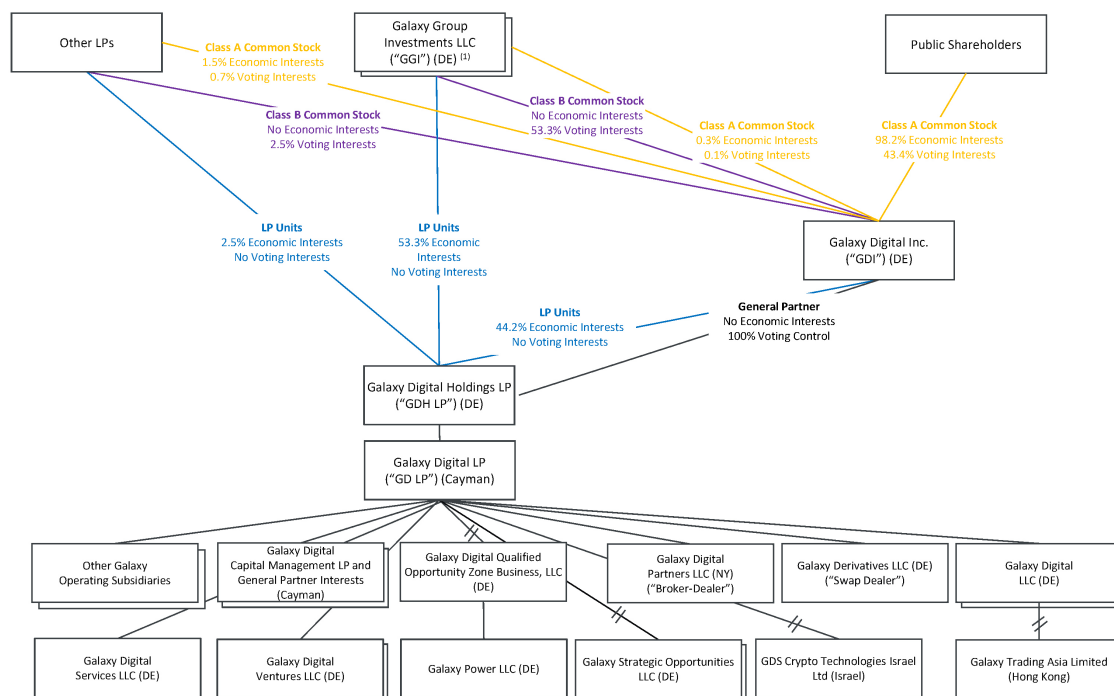 Other LPs
Galaxy Group
Investments LLC
(“GGI”) (DE) (1)
Public Shareholders
Class A Common Stock
1.5% Economic Interests
0.7% Voting Interests
Class B Common Stock
No Economic Interests
2.5% Voting Interests
Class B Common Stock
No Economic Interests
53.3% Voting Interests
Class A Common Stock
0.3% Economic Interests
0.1% Voting Interests
Class A Common Stock
98.2% Economic Interests
43.4% Voting Interests
LP Units
2.5% Economic Interests
No Voting Interests
LP Units
53.3% Economic
Interests
No Voting Interests
Galaxy Digital Inc.
(“GDI”) (DE)
LP Units
44.2% Economic Interests
No Voting Interests
General Partner
No Economic Interests
100% Voting Control
Galaxy Digital Holdings LP
(“GDH LP”) (DE)
Galaxy Digital LP
(“GD LP”) (Cayman)
Other Galaxy
Operating Subsidiaries
Galaxy Digital
Capital Management LP and
General Partner Interests
(Cayman)
Galaxy Digital Qualified
Opportunity Zone Business, LLC
(DE)
Galaxy Digital
Partners LLC (NY)
(“Broker-Dealer”)
Galaxy Derivatives LLC (DE)
(“Swap Dealer”)
Galaxy Digital
LLC (DE)
Galaxy Digital
Services LLC (DE)
Galaxy Digital
Ventures LLC (DE)
Galaxy Power LLC (DE)
Galaxy Strategic Opportunities
LLC (DE)
GDS Crypto Technologies Israel
Ltd (Israel)
Galaxy Trading Asia Limited
(Hong Kong)